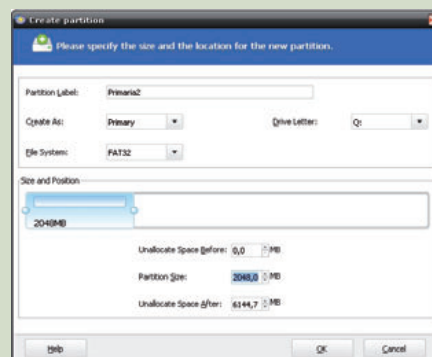 Create partition
Please specify the size and the location for the new partition.
Partition Label: Primaria2
Create As: Primary Drive Letter: Q:
File System: FAT32
Size and Position
2048MB
Unallocate Space Before: 0,0 MB
Partition Size: 2048,0 MB
Unallocate Space After: 6144,7 MB
Help OK Cancel